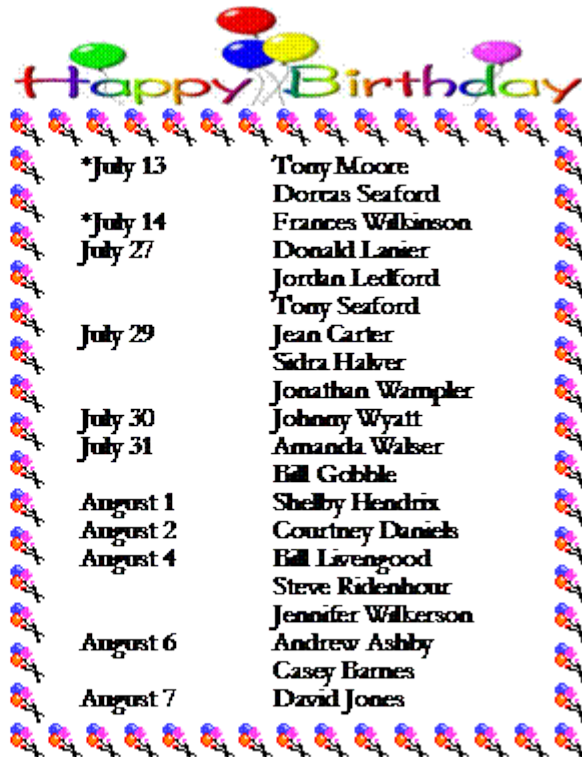 Happy Birthday
*July 13 Tony Moore
Dorcas Seaford
*July 14 Frances Wilkinson
July 27 Donald Lanier
Jordan Ledford
Tony Seaford
July 29 Jean Carter
Sidra Halver
Jonathan Wampler
July 30 Johnny Wyatt
July 31 Amanda Walser
Bill Gobble
August 1 Shelby Hendrix
August 2 Courtney Daniels
August 4 Bill Livengood
Steve Ridenhour
Jennifer Wilkerson
August 6 Andrew Ashby
Casey Barnes
August 7 David Jones